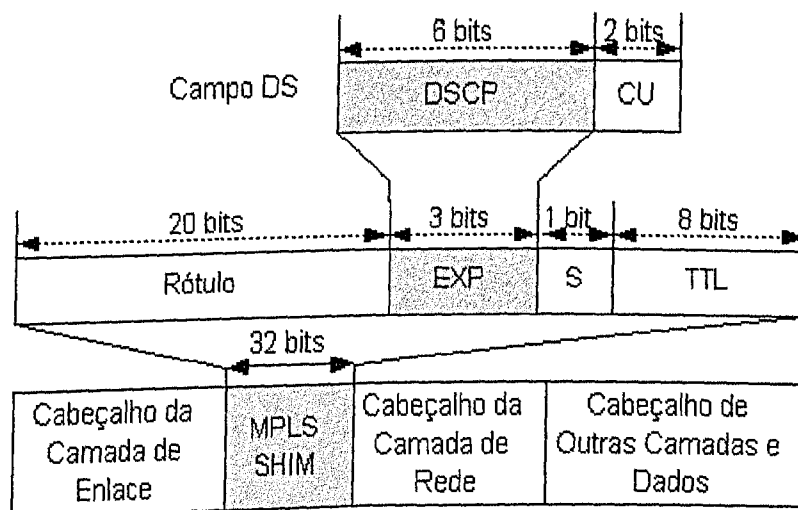 6 bits
2 bits
Campo DS
DSCP
CU
20 bits
3 bits
1 bit
8 bits
Rótulo
EXP
S
TTL
32 bits
Cabeçalho da
Camada de
Enlace
MPLS
SHIM
Cabeçalho da
Camada de
Rede
Cabeçalho de
Outras Camadas e
Dados